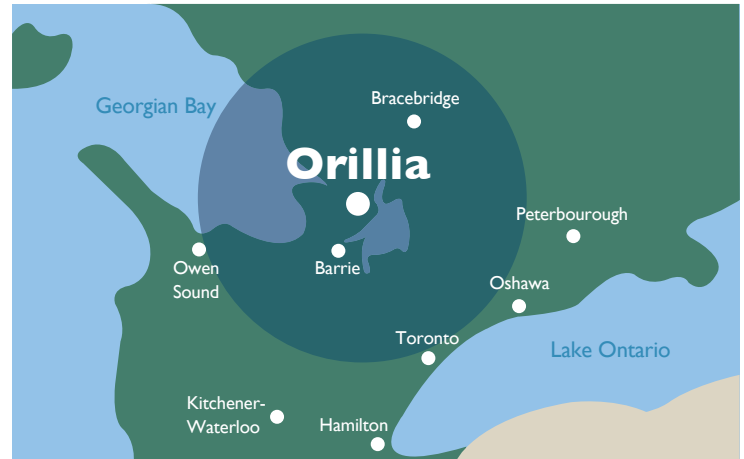 Bracebridge
Georgian Bay
Orillia
Peterbourough
Owen
Sound
Barrie
Oshawa
Toronto
Lake Ontario
Kitchener-
Waterloo
Hamilton